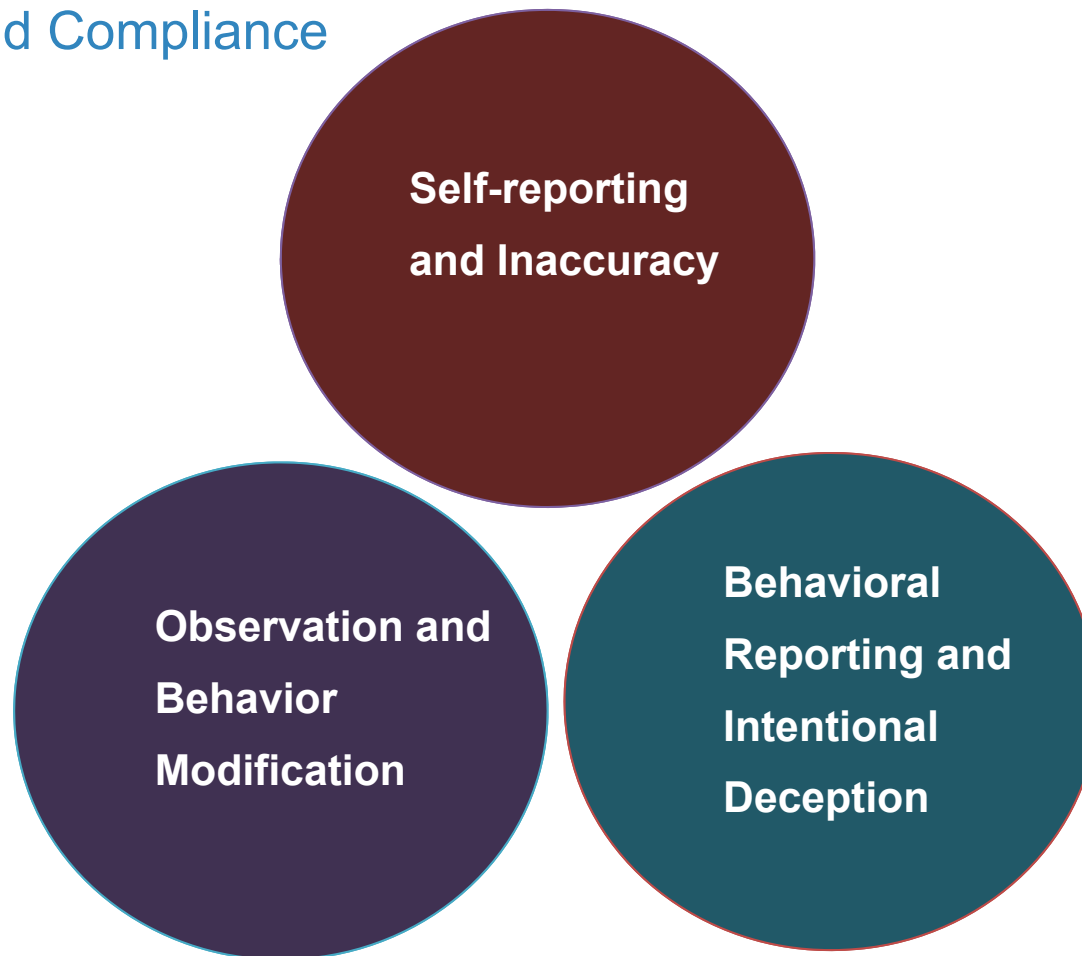 d Compliance
Self-reporting
and Inaccuracy
Observation and
Behavior
Modification
Behavioral
Reporting and
Intentional
Deception